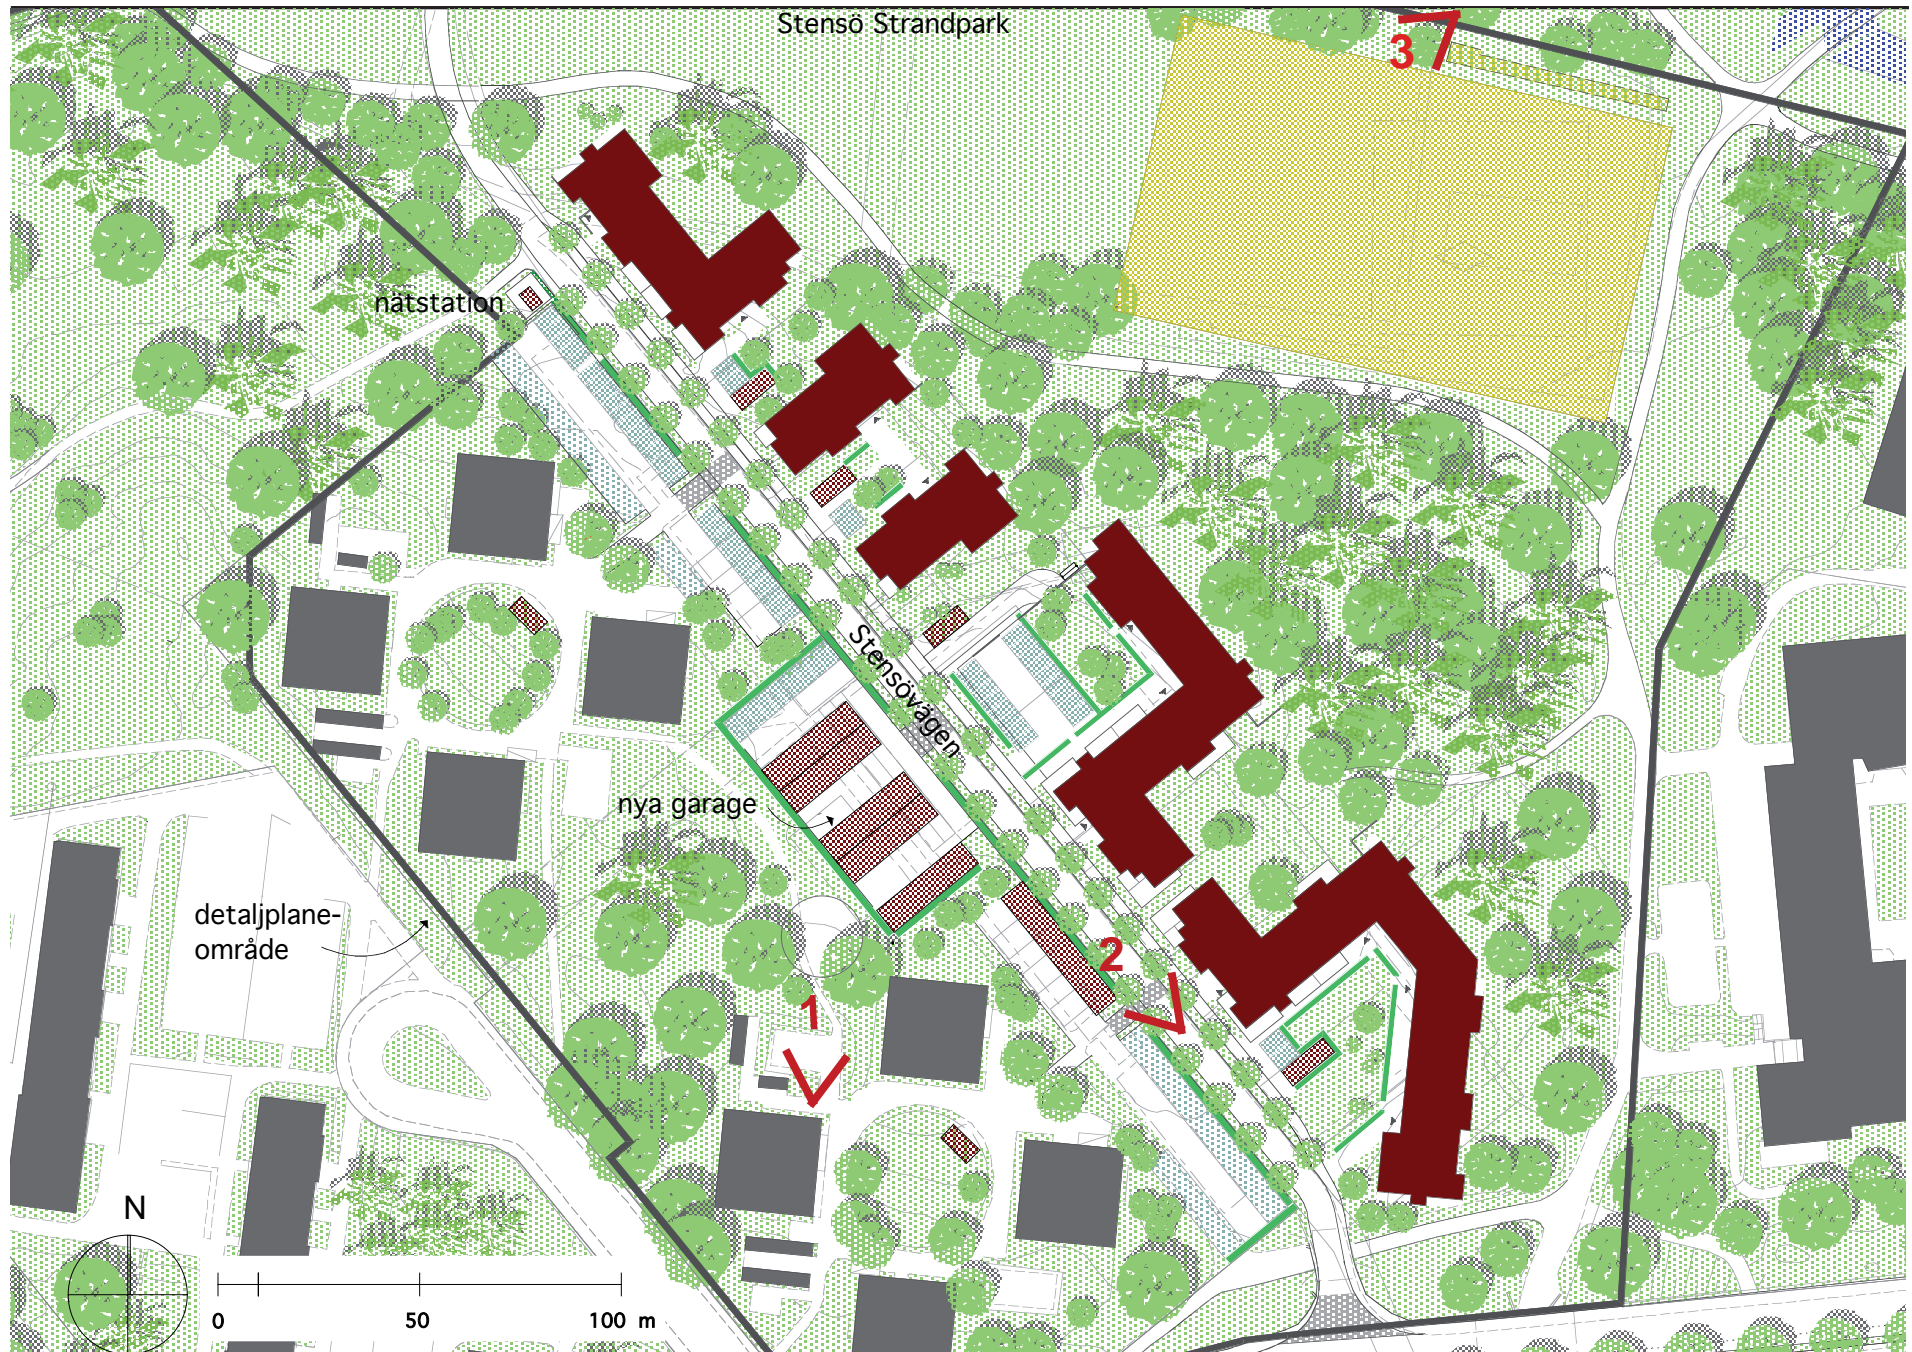 Stensö Strandpark
3
nätstation
Stensövägen
nya garage
detaljplane-
område
2
1
N
0 50 100 m